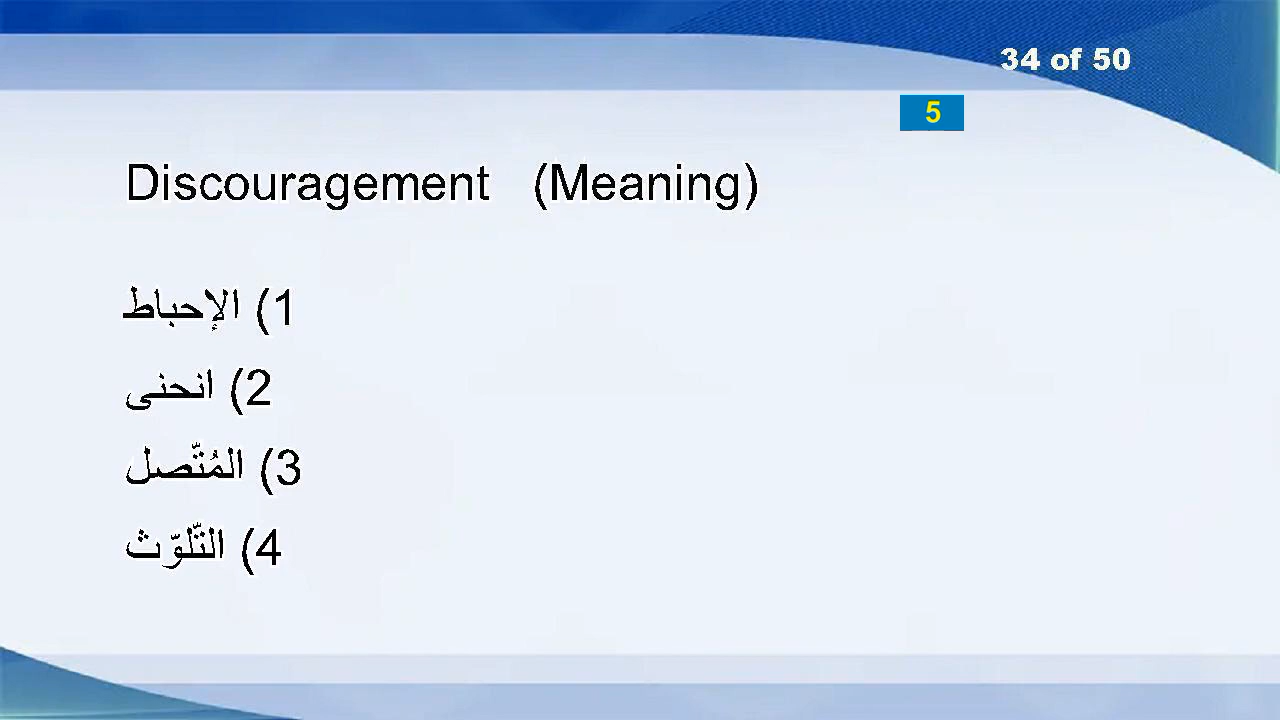 34 of 50
5
Discouragement (Meaning)
1) الإحباط
2) انحنى
3) المُتّصل
4) التّلوّث